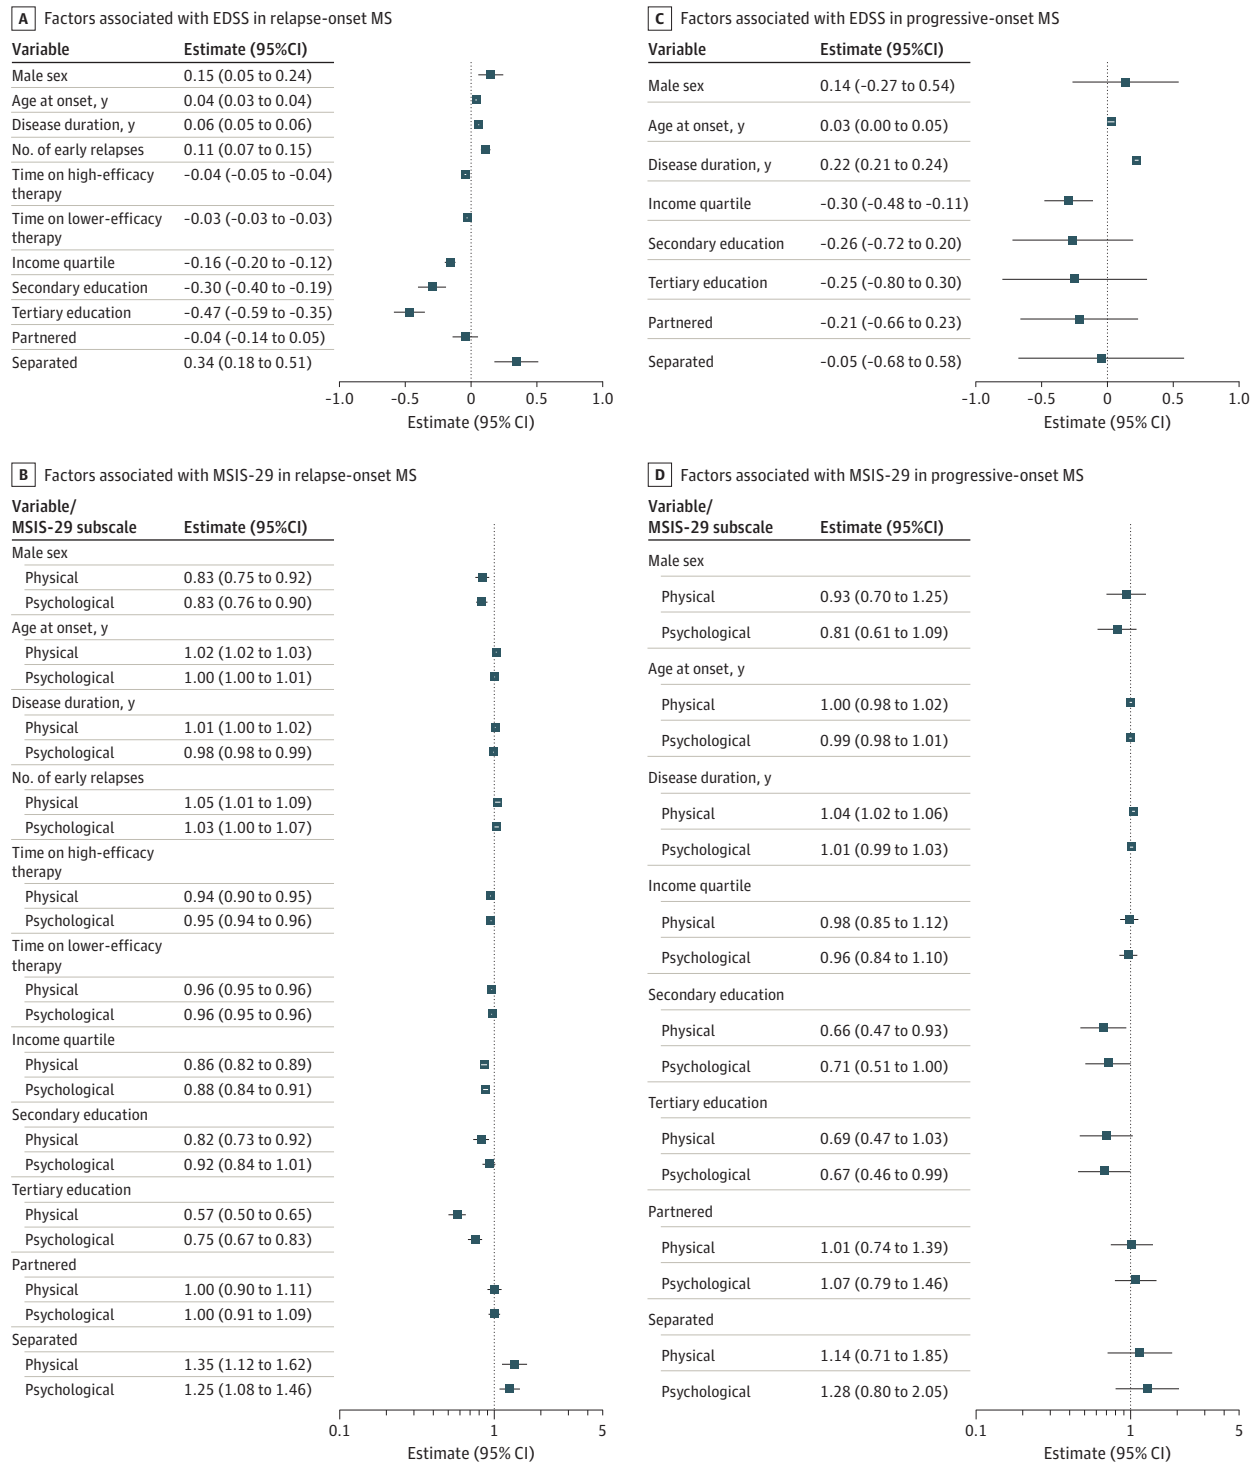 A Factors associated with EDSS in relapse-onset MS
Variable Estimate (95%CI)
Male sex 0.15 (0.05 to 0.24)
Age at onset, y 0.04 (0.03 to 0.04)
Disease duration, y 0.06 (0.05 to 0.06)
No. of early relapses 0.11 (0.07 to 0.15)
Time on high-efficacy -0.04 (-0.05 to -0.04)
therapy
Time on lower-efficacy -0.03 (-0.03 to -0.03)
therapy
Income quartile -0.16 (-0.20 to -0.12)
Secondary education -0.30 (-0.40 to -0.19)
Tertiary education -0.47 (-0.59 to -0.35)
Partnered -0.04 (-0.14 to 0.05)
Separated 0.34 (0.18 to 0.51)
-1.0 -0.5 0 0.5 1.0
Estimate (95% CI)
C Factors associated with EDSS in progressive-onset MS
Variable Estimate (95%CI)
Male sex 0.14 (-0.27 to 0.54)
Age at onset, y 0.03 (0.00 to 0.05)
Disease duration, y 0.22 (0.21 to 0.24)
Income quartile -0.30 (-0.48 to -0.11)
Secondary education -0.26 (-0.72 to 0.20)
Tertiary education -0.25 (-0.80 to 0.30)
Partnered -0.21 (-0.66 to 0.23)
Separated -0.05 (-0.68 to 0.58)
-1.0 -0.5 0 0.5 1.0
Estimate (95% CI)
B Factors associated with MSIS-29 in relapse-onset MS
Variable/
MSIS-29 subscale Estimate (95%CI)
Male sex
Physical 0.83 (0.75 to 0.92)
Psychological 0.83 (0.76 to 0.90)
Age at onset, y
Physical 1.02 (1.02 to 1.03)
Psychological 1.00 (1.00 to 1.01)
Disease duration, y
Physical 1.01 (1.00 to 1.02)
Psychological 0.98 (0.98 to 0.99)
No. of early relapses
Physical 1.05 (1.01 to 1.09)
Psychological 1.03 (1.00 to 1.07)
Time on high-efficacy
therapy
Physical 0.94 (0.90 to 0.95)
Psychological 0.95 (0.94 to 0.96)
Time on lower-efficacy
therapy
Physical 0.96 (0.95 to 0.96)
Psychological 0.96 (0.95 to 0.96)
Income quartile
Physical 0.86 (0.82 to 0.89)
Psychological 0.88 (0.84 to 0.91)
Secondary education
Physical 0.82 (0.73 to 0.92)
Psychological 0.92 (0.84 to 1.01)
Tertiary education
Physical 0.57 (0.50 to 0.65)
Psychological 0.75 (0.67 to 0.83)
Partnered
Physical 1.00 (0.90 to 1.11)
Psychological 1.00 (0.91 to 1.09)
Separated
Physical 1.35 (1.12 to 1.62)
Psychological 1.25 (1.08 to 1.46)
0.1 1 5
Estimate (95% CI)
D Factors associated with MSIS-29 in progressive-onset MS
Variable/
MSIS-29 subscale Estimate (95%CI)
Male sex
Physical 0.93 (0.70 to 1.25)
Psychological 0.81 (0.61 to 1.09)
Age at onset, y
Physical 1.00 (0.98 to 1.02)
Psychological 0.99 (0.98 to 1.01)
Disease duration, y
Physical 1.04 (1.02 to 1.06)
Psychological 1.01 (0.99 to 1.03)
Income quartile
Physical 0.98 (0.85 to 1.12)
Psychological 0.96 (0.84 to 1.10)
Secondary education
Physical 0.66 (0.47 to 0.93)
Psychological 0.71 (0.51 to 1.00)
Tertiary education
Physical 0.69 (0.47 to 1.03)
Psychological 0.67 (0.46 to 0.99)
Partnered
Physical 1.01 (0.74 to 1.39)
Psychological 1.07 (0.79 to 1.46)
Separated
Physical 1.14 (0.71 to 1.85)
Psychological 1.28 (0.80 to 2.05)
0.1 1 5
Estimate (95% CI)